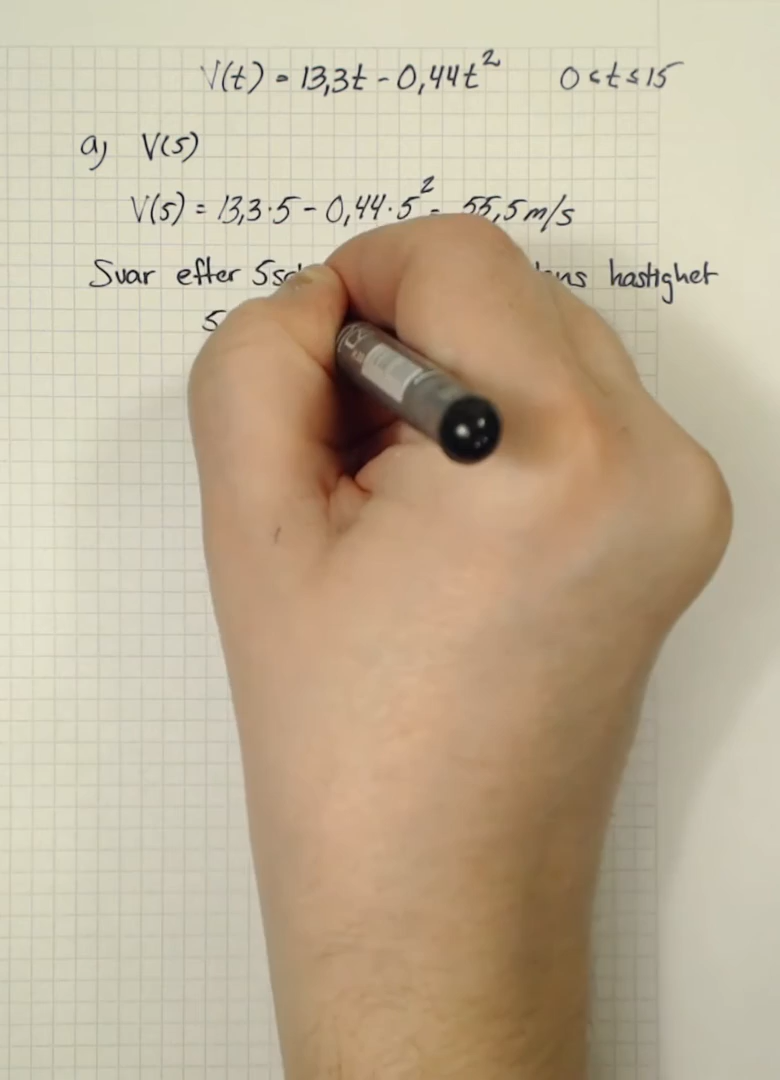 V(t) = 13,3t - 0,44t² 0 < t ≤ 15
a) V(5)
V(5) = 13,3·5 - 0,44·5² = 55,5 m/s
Svar efter hastighet
5